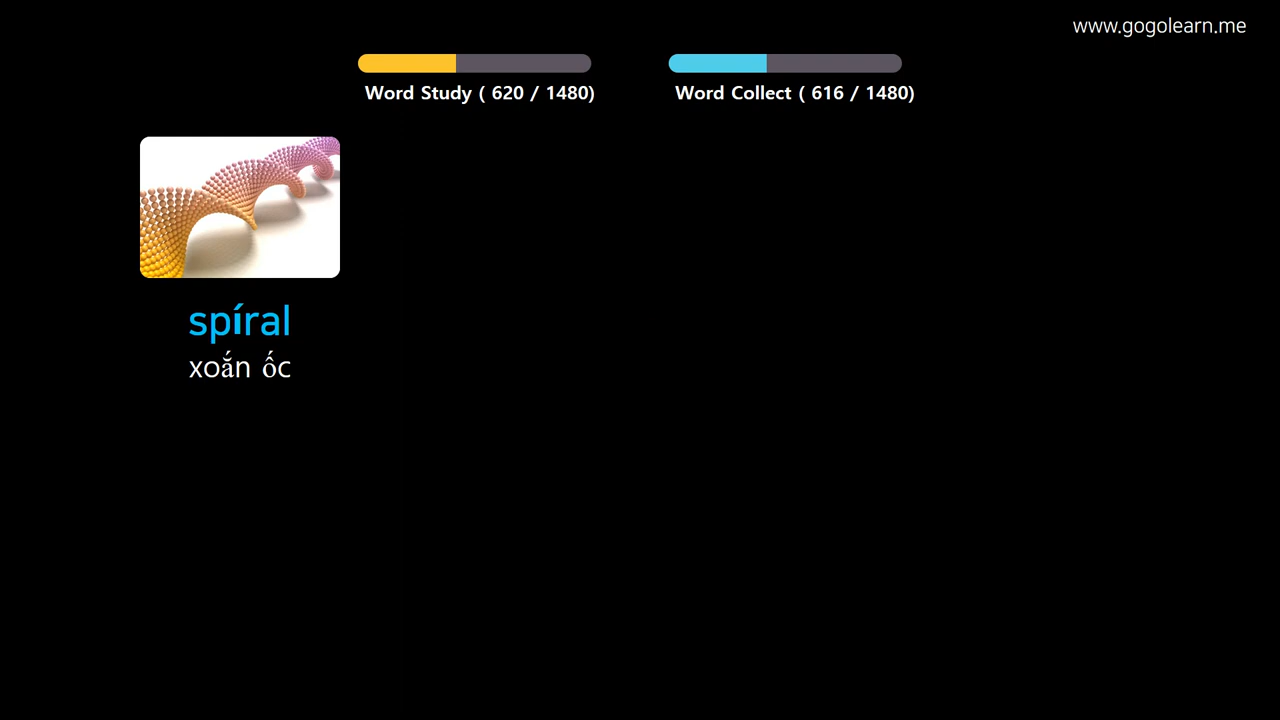 www.gogolearn.me
Word Study ( 620 / 1480)
Word Collect ( 616 / 1480)
spíral
xoắn ốc